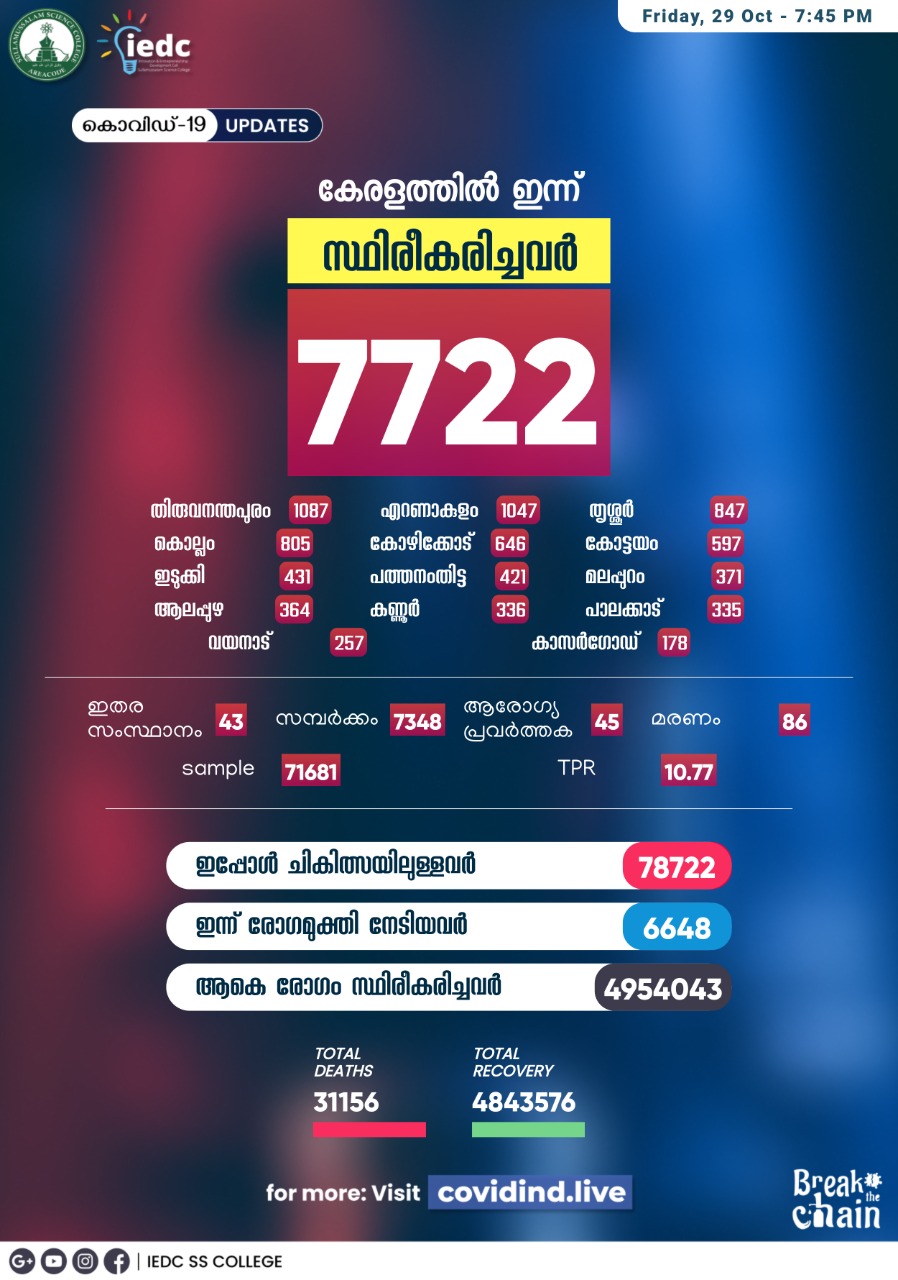 Friday, 29 Oct - 7:45 PM
SULLAMUSSALAM SCIENCE COLLEGE
AREACODE
iedc
കൊവിഡ്-19 UPDATES
കേരളത്തിൽ ഇന്ന്
സ്ഥിരീകരിച്ചവർ
7722
തിരുവനന്തപുരം 1087 എറണാകുളം 1047 തൃശ്ശൂർ 847
കൊല്ലം 805 കോഴിക്കോട് 646 കോട്ടയം 597
ഇടുക്കി 431 പത്തനംതിട്ട 421 മലപ്പുറം 371
ആലപ്പുഴ 364 കണ്ണൂർ 336 പാലക്കാട് 335
വയനാട് 257 കാസർഗോഡ് 178
ഇതര സംസ്ഥാനം 43 സമ്പർക്കം 7348 ആരോഗ്യ പ്രവർത്തക 45 മരണം 86
sample 71681 TPR 10.77
ഇപ്പോൾ ചികിത്സയിലുള്ളവർ 78722
ഇന്ന് രോഗമുക്തി നേടിയവർ 6648
ആകെ രോഗം സ്ഥിരീകരിച്ചവർ 4954043
TOTAL DEATHS
31156
TOTAL RECOVERY
4843576
for more: Visit covidind.live
Break
the
chain
IEDC SS COLLEGE